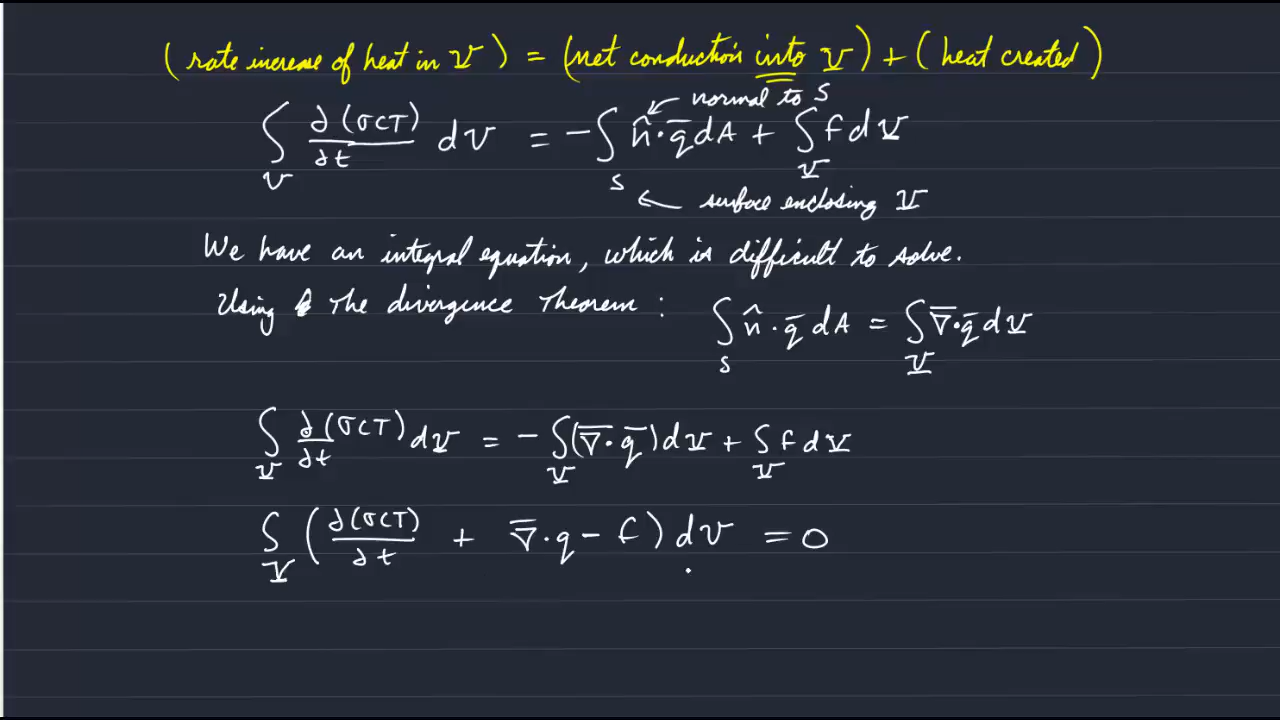 (rate increase of heat in V) = (net conduction into V) + (heat created)
normal to S
∫_V ∂(σCT)/∂t dV = -∫_S n̂·q̄ dA + ∫_V f dV
surface enclosing V
We have an integral equation, which is difficult to solve.
Using the divergence Theorem : ∫_S n̂·q̄ dA = ∫_V ∇̄·q̄ dV
∫_V ∂/∂t (σCT) dV = -∫_V (∇̄·q̄) dV + ∫_V f dV
∫_V (∂(σCT)/∂t + ∇̄·q - f) dV = 0